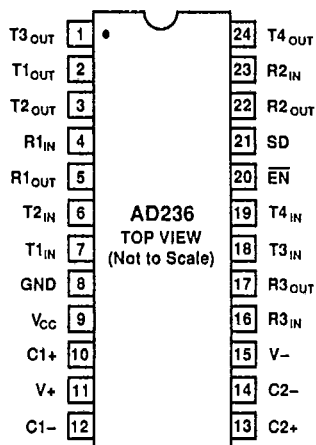 T3OUT 1 24 T4OUT
T1OUT 2 23 R2IN
T2OUT 3 22 R2OUT
R1IN 4 21 SD
R1OUT 5 20 E̅N̅
T2IN 6 AD236 19 T4IN
T1IN 7 TOP VIEW 18 T3IN
GND 8 (Not to Scale) 17 R3OUT
VCC 9 16 R3IN
C1+ 10 15 V−
V+ 11 14 C2−
C1− 12 13 C2+